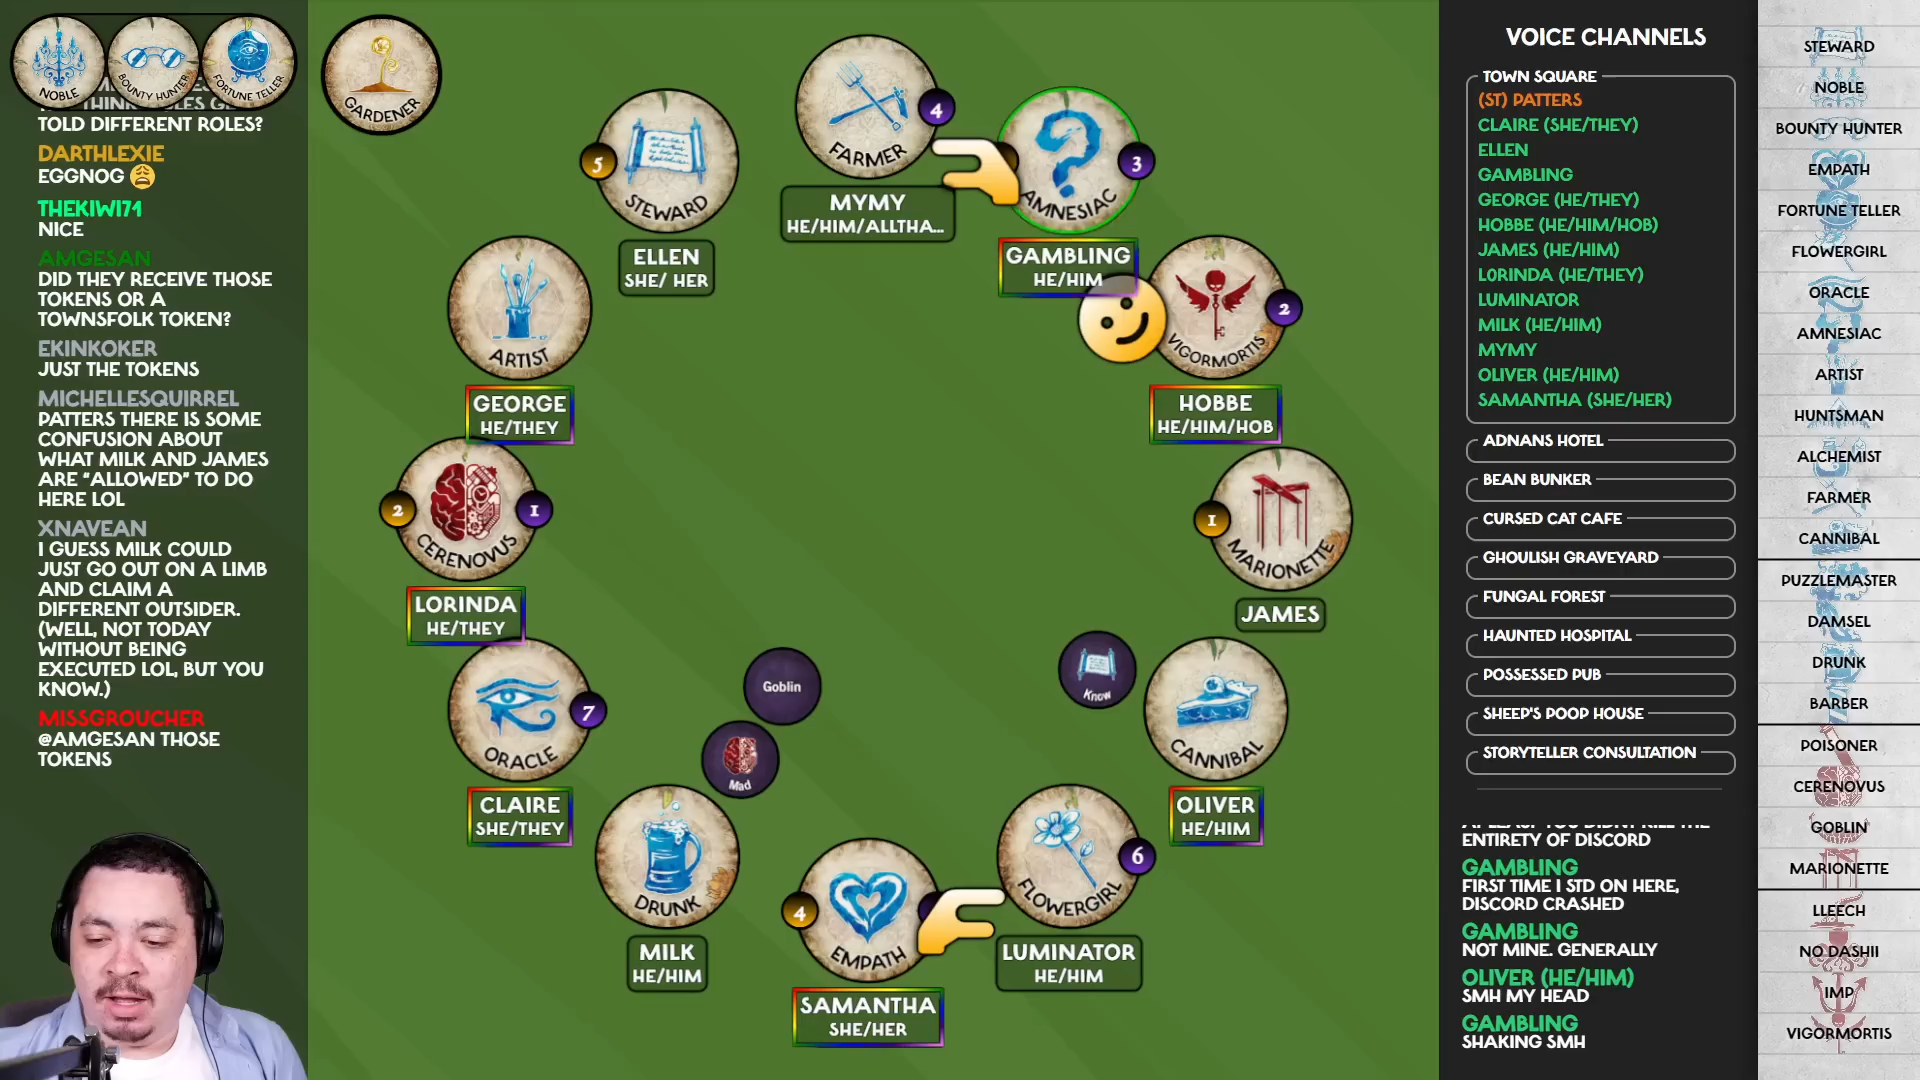 NOBLE
BOUNTY HUNTER
FORTUNE TELLER
TOLD DIFFERENT ROLES?
DARTHLEXIE
EGGNOG 😩
THEKIWI71
NICE
AMGESAN
DID THEY RECEIVE THOSE
TOKENS OR A
TOWNSFOLK TOKEN?
EKINKOKER
JUST THE TOKENS
MICHELLESQUIRREL
PATTERS THERE IS SOME
CONFUSION ABOUT
WHAT MILK AND JAMES
ARE "ALLOWED" TO DO
HERE LOL
XNAVEAN
I GUESS MILK COULD
JUST GO OUT ON A LIMB
AND CLAIM A
DIFFERENT OUTSIDER.
(WELL, NOT TODAY
WITHOUT BEING
EXECUTED LOL, BUT YOU
KNOW.)
MISSGROUCHER
@AMGESAN THOSE
TOKENS
GARDENER
FARMER
4
MYMY
HE/HIM/ALLTHA...
AMNESIAC
3
GAMBLING
HE/HIM
VIGORMORTIS
2
HOBBE
HE/HIM/HOB
MARIONETTE
1
JAMES
CANNIBAL
Know
OLIVER
HE/HIM
FLOWERGIRL
6
LUMINATOR
HE/HIM
EMPATH
4
SAMANTHA
SHE/HER
DRUNK
MILK
HE/HIM
Goblin
Mad
ORACLE
7
CLAIRE
SHE/THEY
CERENOVUS
2
1
LORINDA
HE/THEY
ARTIST
GEORGE
HE/THEY
STEWARD
5
ELLEN
SHE/ HER
VOICE CHANNELS
TOWN SQUARE
(ST) PATTERS
CLAIRE (SHE/THEY)
ELLEN
GAMBLING
GEORGE (HE/THEY)
HOBBE (HE/HIM/HOB)
JAMES (HE/HIM)
LORINDA (HE/THEY)
LUMINATOR
MILK (HE/HIM)
MYMY
OLIVER (HE/HIM)
SAMANTHA (SHE/HER)
ADNANS HOTEL
BEAN BUNKER
CURSED CAT CAFE
GHOULISH GRAVEYARD
FUNGAL FOREST
HAUNTED HOSPITAL
POSSESSED PUB
SHEEP'S POOP HOUSE
STORYTELLER CONSULTATION
ENTIRETY OF DISCORD
GAMBLING
FIRST TIME I STD ON HERE,
DISCORD CRASHED
GAMBLING
NOT MINE. GENERALLY
OLIVER (HE/HIM)
SMH MY HEAD
GAMBLING
SHAKING SMH
STEWARD
NOBLE
BOUNTY HUNTER
EMPATH
FORTUNE TELLER
FLOWERGIRL
ORACLE
AMNESIAC
ARTIST
HUNTSMAN
ALCHEMIST
FARMER
CANNIBAL
PUZZLEMASTER
DAMSEL
DRUNK
BARBER
POISONER
CERENOVUS
GOBLIN
MARIONETTE
LLEECH
NO DASHII
IMP
VIGORMORTIS